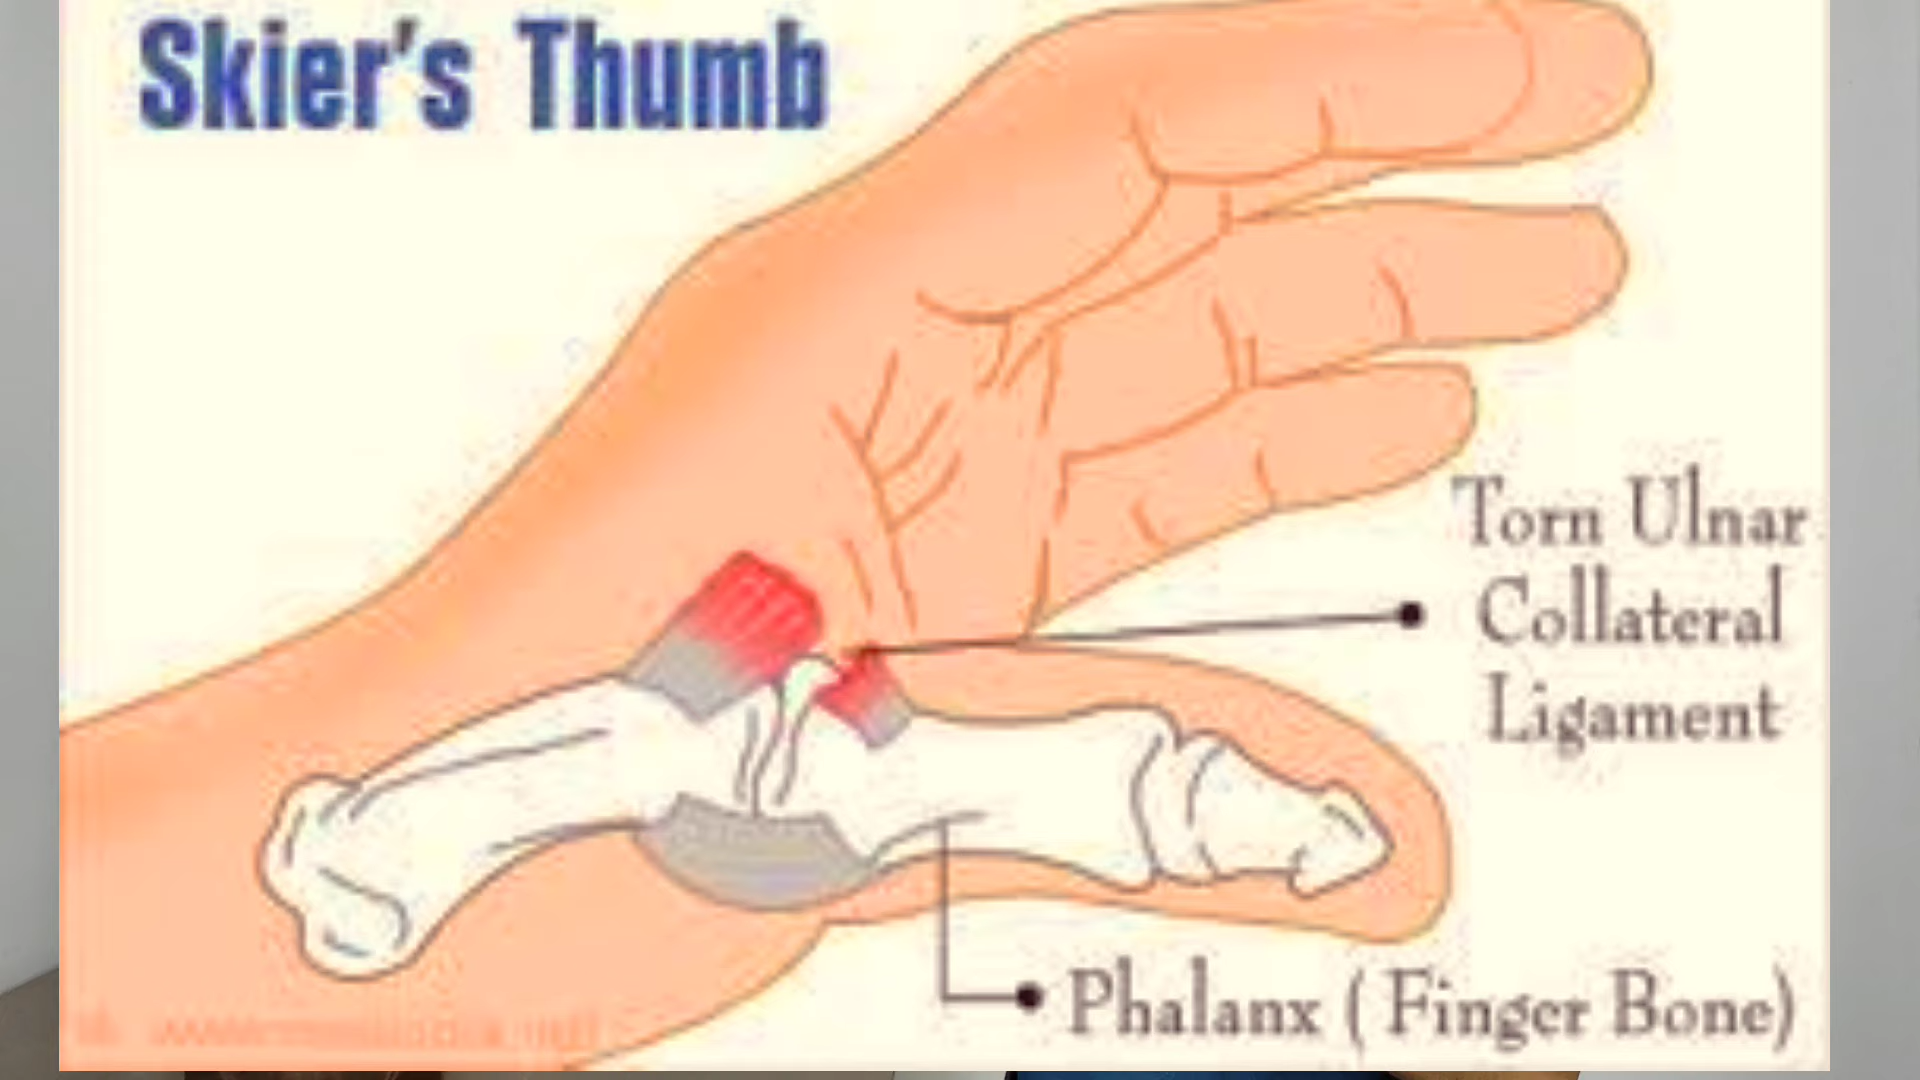 Skier's Thumb
Torn Ulnar
Collateral
Ligament
Phalanx ( Finger Bone)